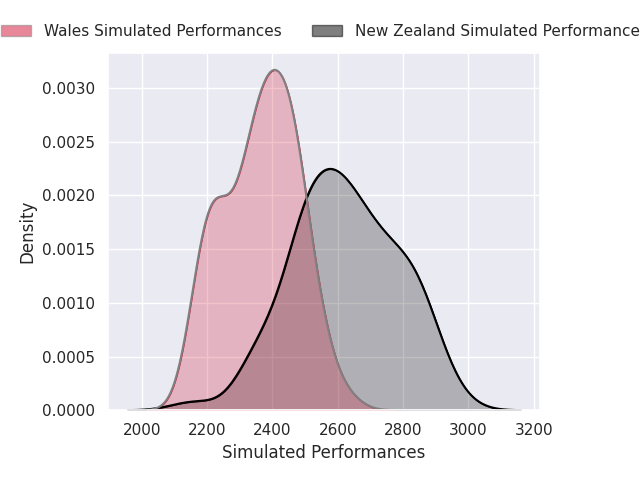 Wales Simulated Performances New Zealand Simulated Performance
0.0030
0.0025
0.0020
0.0015
0.0010
0.0005
0.0000
Density
2000 2200 2400 2600 2800 3000 3200
Simulated Performances